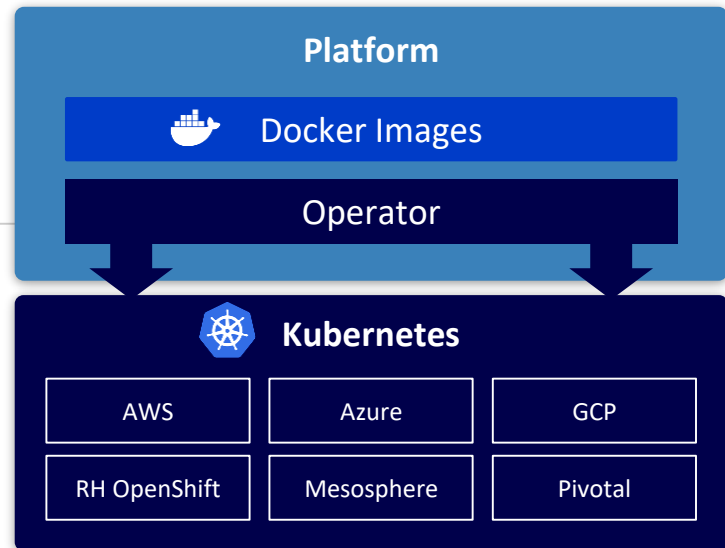 Platform
Docker Images
Operator
Kubernetes
AWS Azure GCP
RH OpenShift Mesosphere Pivotal